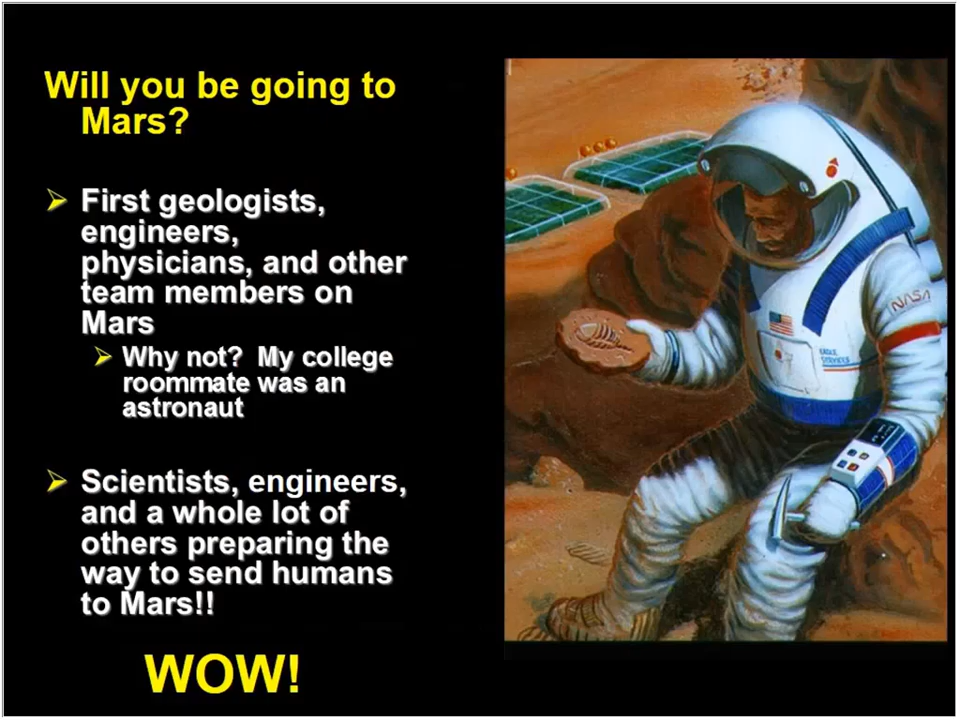 Will you be going to
Mars?
First geologists,
engineers,
physicians, and other
team members on
Mars
Why not? My college
roommate was an
astronaut
Scientists, engineers,
and a whole lot of
others preparing the
way to send humans
to Mars!!
WOW!
NASA